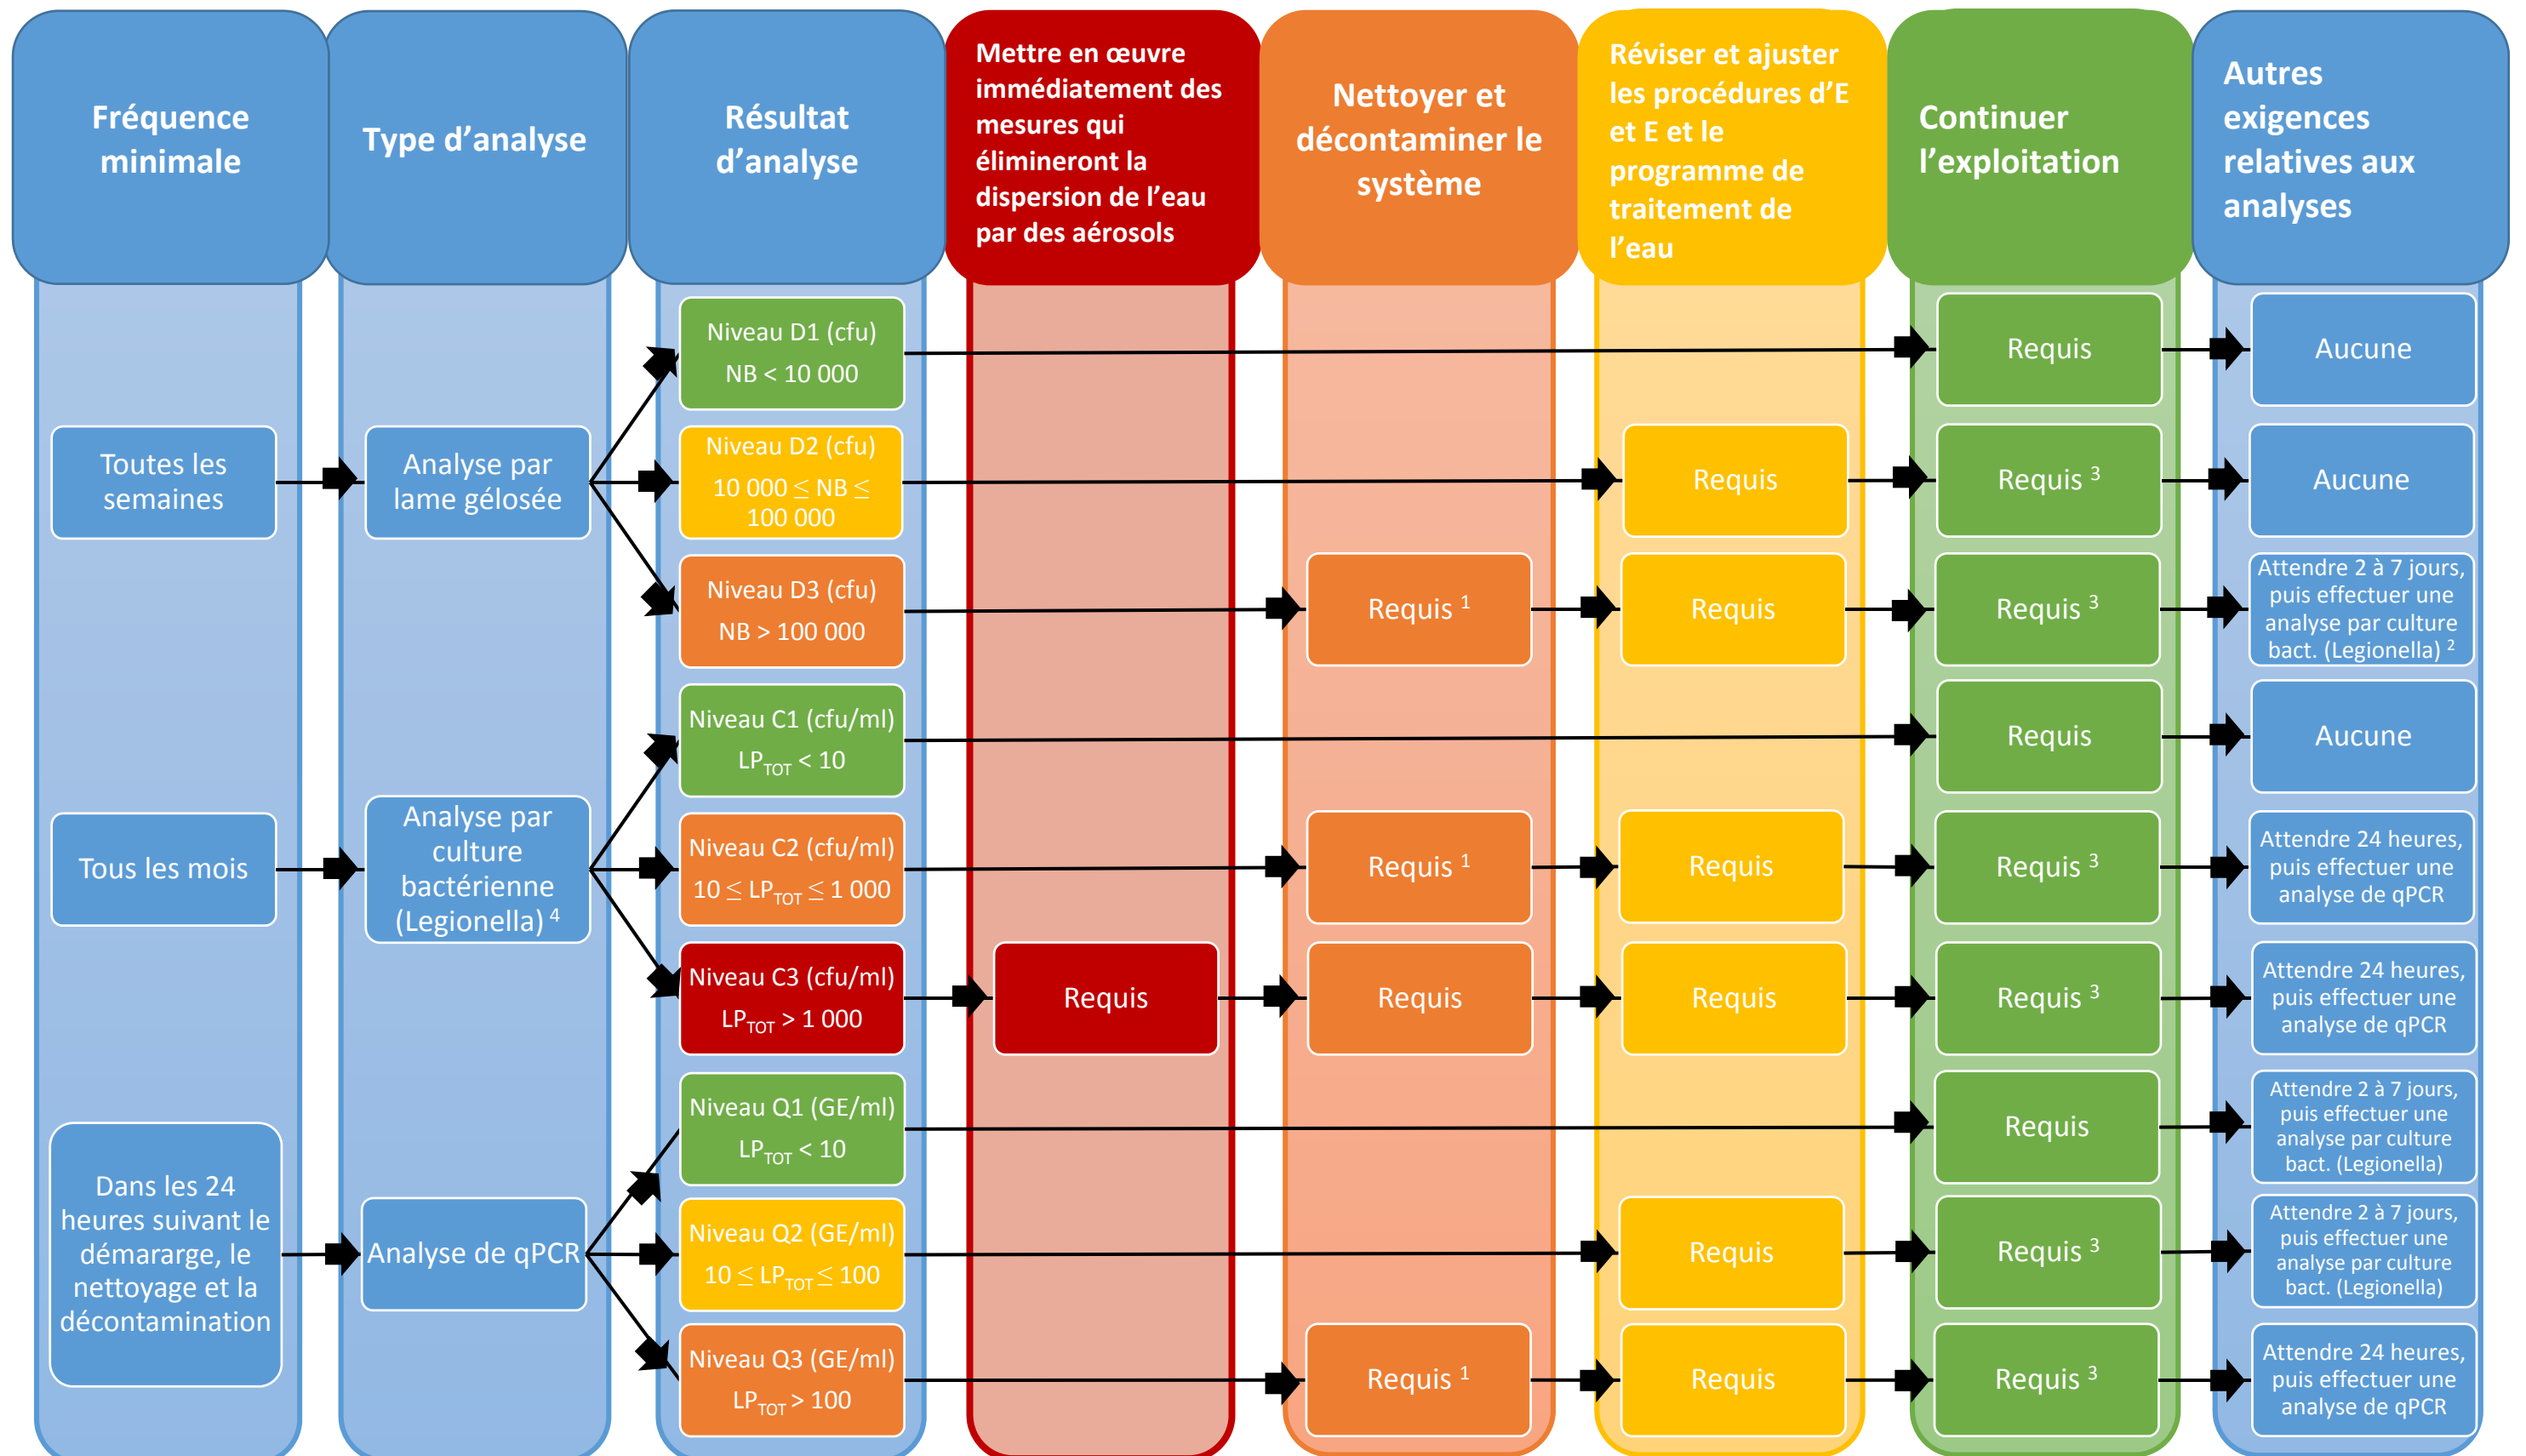 Fréquence
minimale
Type d’analyse
Résultat
d’analyse
Mettre en œuvre
immédiatement des
mesures qui
élimineront la
dispersion de l’eau
par des aérosols
Nettoyer et
décontaminer le
système
Réviser et ajuster
les procédures d’E
et E et le
programme de
traitement de
l’eau
Continuer
l’exploitation
Autres
exigences
relatives aux
analyses
Toutes les
semaines
Analyse par
lame gélosée
Niveau D1 (cfu)
NB < 10 000
Requis
Aucune
Niveau D2 (cfu)
10 000 ≤ NB ≤
100 000
Requis
Requis ³
Aucune
Niveau D3 (cfu)
NB > 100 000
Requis ¹
Requis
Requis ³
Attendre 2 à 7 jours,
puis effectuer une
analyse par culture
bact. (Legionella) ²
Tous les mois
Analyse par
culture
bactérienne
(Legionella) ⁴
Niveau C1 (cfu/ml)
LPTOT < 10
Requis
Aucune
Niveau C2 (cfu/ml)
10 ≤ LPTOT ≤ 1 000
Requis ¹
Requis
Requis ³
Attendre 24 heures,
puis effectuer une
analyse de qPCR
Niveau C3 (cfu/ml)
LPTOT > 1 000
Requis
Requis
Requis
Requis ³
Attendre 24 heures,
puis effectuer une
analyse de qPCR
Dans les 24
heures suivant le
démararge, le
nettoyage et la
décontamination
Analyse de qPCR
Niveau Q1 (GE/ml)
LPTOT < 10
Requis
Attendre 2 à 7 jours,
puis effectuer une
analyse par culture
bact. (Legionella)
Niveau Q2 (GE/ml)
10 ≤ LPTOT ≤ 100
Requis
Requis ³
Attendre 2 à 7 jours,
puis effectuer une
analyse par culture
bact. (Legionella)
Niveau Q3 (GE/ml)
LPTOT > 100
Requis ¹
Requis
Requis ³
Attendre 24 heures,
puis effectuer une
analyse de qPCR